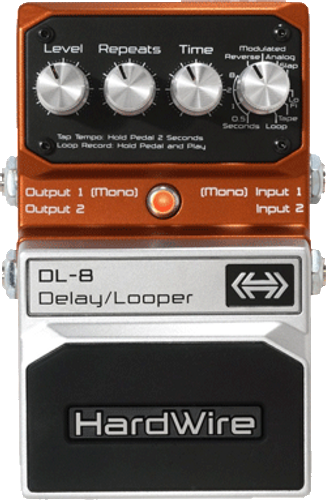 Level Repeats Time
Modulated
Reverse Analog
Slap
8
0.5
Seconds
Tape
Loop
Tap Tempo: Hold Pedal 2 Seconds
Loop Record: Hold Pedal and Play
Output 1 (Mono) (Mono) Input 1
Output 2 Input 2
DL-8
Delay/Looper
HardWire